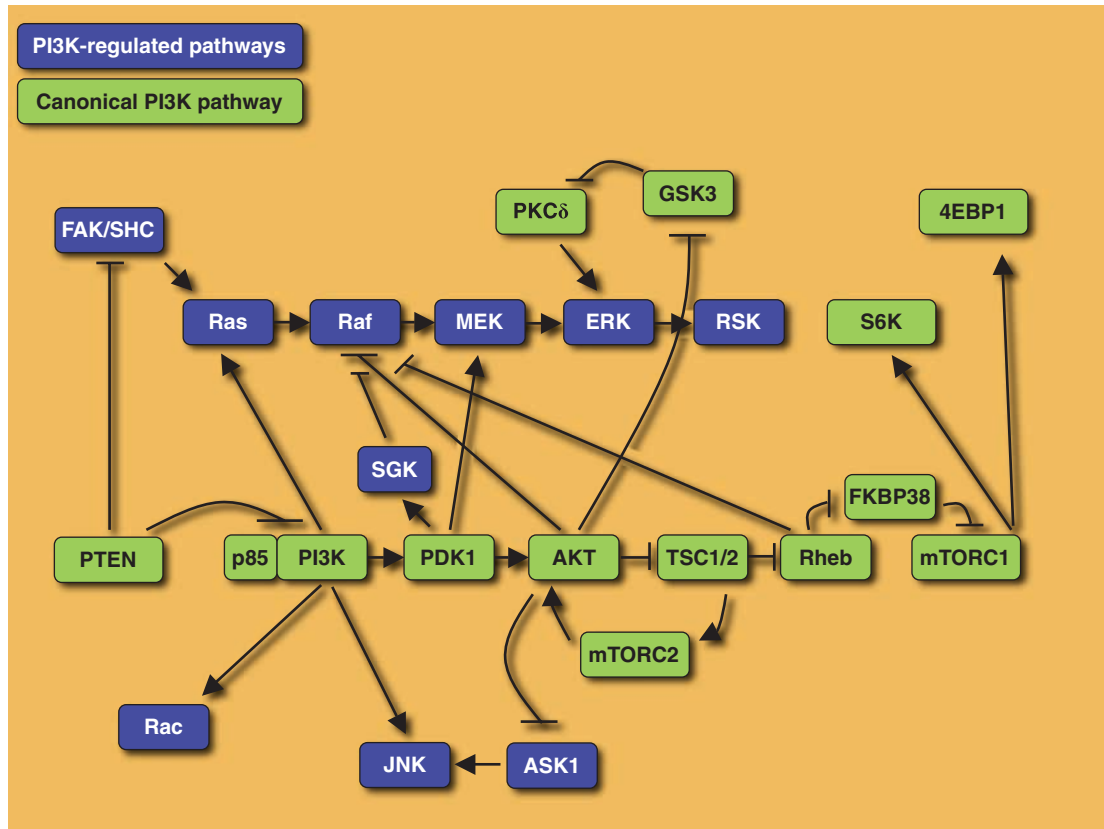 PI3K-regulated pathways
Canonical PI3K pathway
GSK3
PKCδ
4EBP1
FAK/SHC
Ras
Raf
MEK
ERK
RSK
S6K
SGK
FKBP38
PTEN
p85
PI3K
PDK1
AKT
TSC1/2
Rheb
mTORC1
mTORC2
Rac
JNK
ASK1